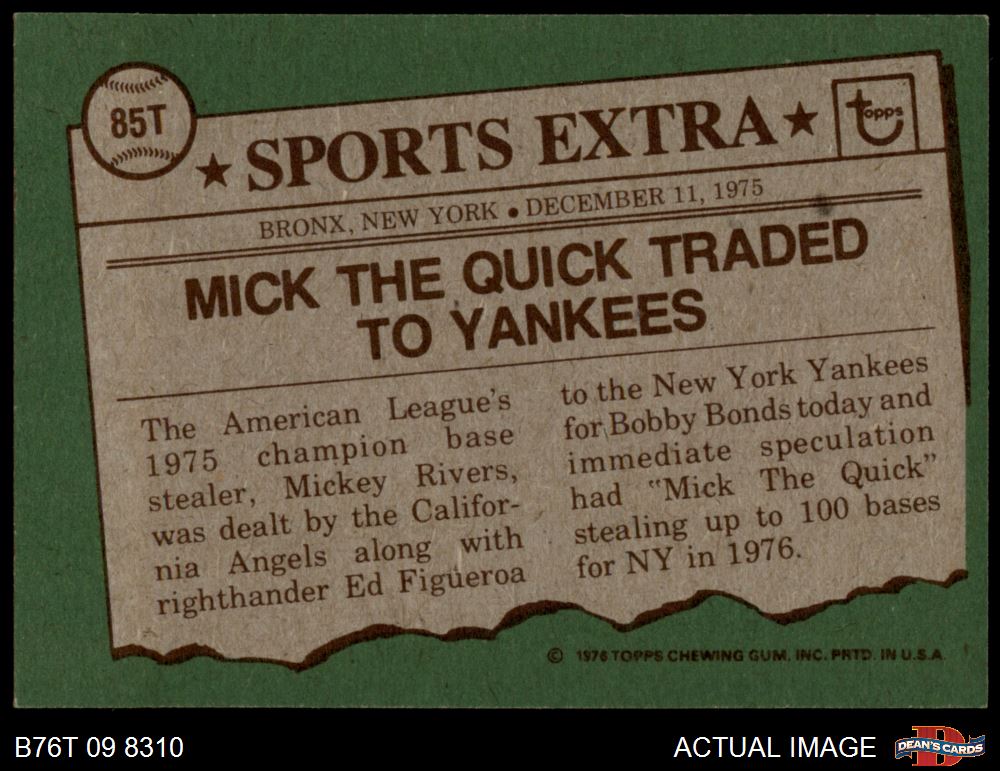 85T
★ SPORTS EXTRA ★
topps
BRONX, NEW YORK • DECEMBER 11, 1975
MICK THE QUICK TRADED
TO YANKEES
The American League's
1975 champion base
stealer, Mickey Rivers,
was dealt by the Califor-
nia Angels along with
righthander Ed Figueroa
to the New York Yankees
for Bobby Bonds today and
immediate speculation
had "Mick The Quick"
stealing up to 100 bases
for NY in 1976.
© 1976 TOPPS CHEWING GUM, INC. PRTD. IN U.S.A.
B76T 09 8310
ACTUAL IMAGE
DEAN'S CARDS